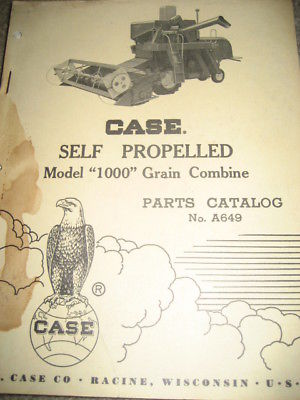 CASE.
SELF PROPELLED
Model "1000" Grain Combine
PARTS CATALOG
No. A649
®
CASE
. CASE CO · RACINE, WISCONSIN · U · S ·